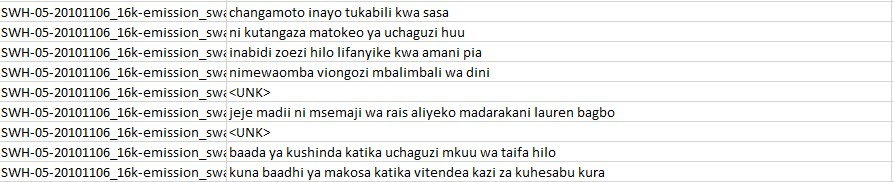 SWH-05-20101106_16k-emission_swa changamoto inayo tukabili kwa sasa
SWH-05-20101106_16k-emission_swa ni kutangaza matokeo ya uchaguzi huu
SWH-05-20101106_16k-emission_swa inabidi zoezi hilo lifanyike kwa amani pia
SWH-05-20101106_16k-emission_swa nimewaomba viongozi mbalimbali wa dini
SWH-05-20101106_16k-emission_swa <UNK>
SWH-05-20101106_16k-emission_swa jeje madii ni msemaji wa rais aliyeko madarakani lauren bagbo
SWH-05-20101106_16k-emission_swa <UNK>
SWH-05-20101106_16k-emission_swa baada ya kushinda katika uchaguzi mkuu wa taifa hilo
SWH-05-20101106_16k-emission_swa kuna baadhi ya makosa katika vitendea kazi za kuhesabu kura